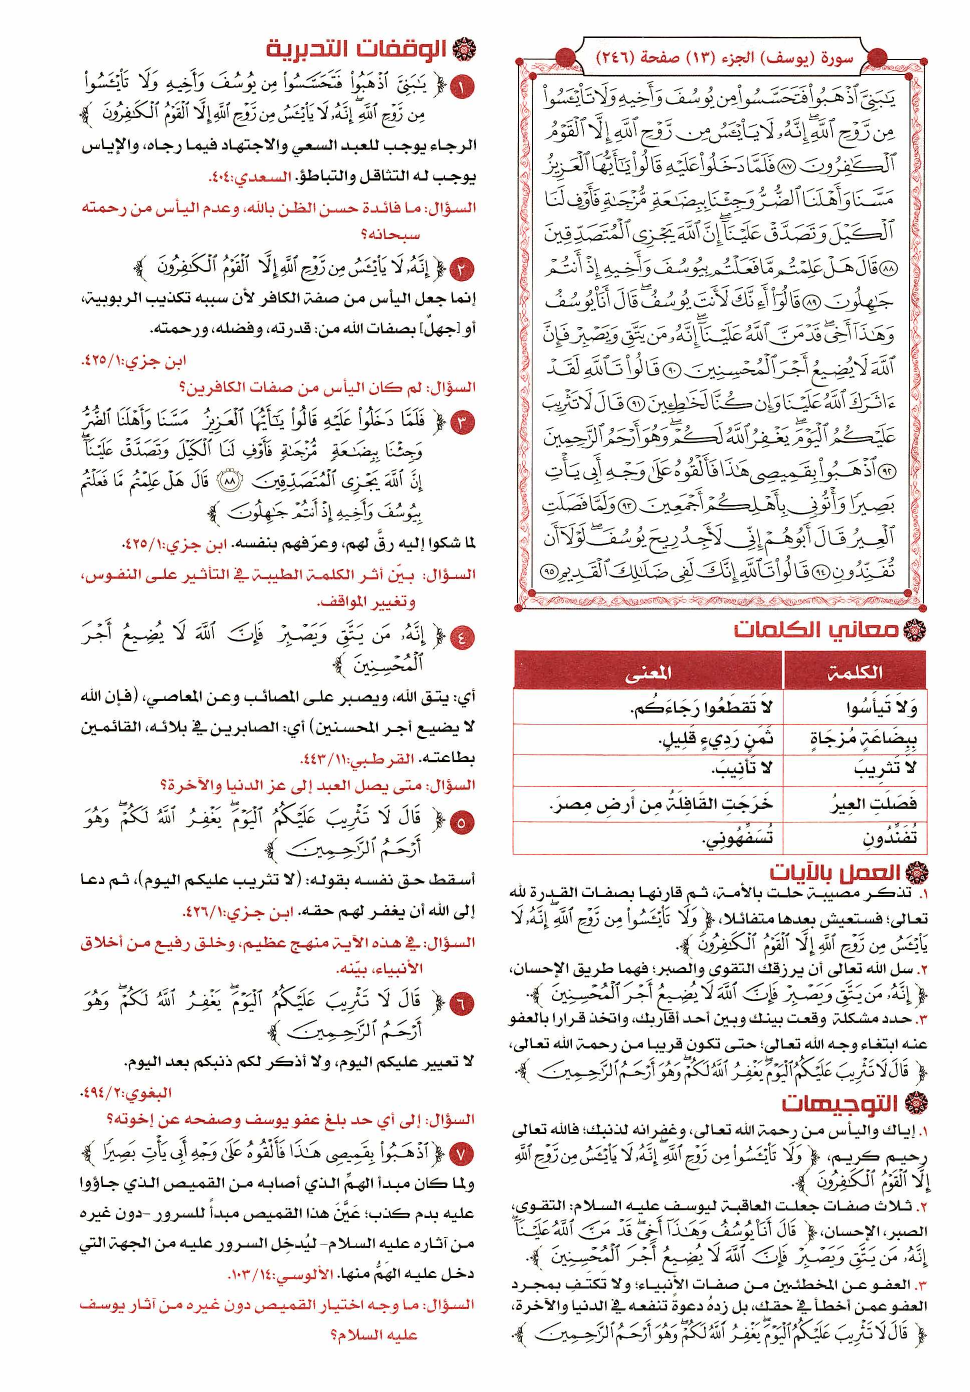 سورة (يوسف) الجزء (١٣) صفحة (٢٤٦)
يَٰبَنِيَّ ٱذۡهَبُواْ فَتَحَسَّسُواْ مِن يُوسُفَ وَأَخِيهِ وَلَا تَاْيۡـَٔسُواْ
مِن رَّوۡحِ ٱللَّهِۖ إِنَّهُۥ لَا يَاْيۡـَٔسُ مِن رَّوۡحِ ٱللَّهِ إِلَّا ٱلۡقَوۡمُ
ٱلۡكَٰفِرُونَ ٨٧ فَلَمَّا دَخَلُواْ عَلَيۡهِ قَالُواْ يَٰٓأَيُّهَا ٱلۡعَزِيزُ
مَسَّنَا وَأَهۡلَنَا ٱلضُّرُّ وَجِئۡنَا بِبِضَٰعَةٖ مُّزۡجَىٰةٖ فَأَوۡفِ لَنَا
ٱلۡكَيۡلَ وَتَصَدَّقۡ عَلَيۡنَآۖ إِنَّ ٱللَّهَ يَجۡزِي ٱلۡمُتَصَدِّقِينَ
٨٨ قَالَ هَلۡ عَلِمۡتُم مَّا فَعَلۡتُم بِيُوسُفَ وَأَخِيهِ إِذۡ أَنتُمۡ
جَٰهِلُونَ ٨٩ قَالُوٓاْ أَءِنَّكَ لَأَنتَ يُوسُفُۖ قَالَ أَنَا۠ يُوسُفُ
وَهَٰذَآ أَخِيۖ قَدۡ مَنَّ ٱللَّهُ عَلَيۡنَآۖ إِنَّهُۥ مَن يَتَّقِ وَيَصۡبِرۡ فَإِنَّ
ٱللَّهَ لَا يُضِيعُ أَجۡرَ ٱلۡمُحۡسِنِينَ ٩٠ قَالُواْ تَٱللَّهِ لَقَدۡ
ءَاثَرَكَ ٱللَّهُ عَلَيۡنَا وَإِن كُنَّا لَخَٰطِـِٔينَ ٩١ قَالَ لَا تَثۡرِيبَ
عَلَيۡكُمُ ٱلۡيَوۡمَۖ يَغۡفِرُ ٱللَّهُ لَكُمۡۖ وَهُوَ أَرۡحَمُ ٱلرَّٰحِمِينَ
٩٢ ٱذۡهَبُواْ بِقَمِيصِي هَٰذَا فَأَلۡقُوهُ عَلَىٰ وَجۡهِ أَبِي يَأۡتِ
بَصِيرٗا وَأۡتُونِي بِأَهۡلِكُمۡ أَجۡمَعِينَ ٩٣ وَلَمَّا فَصَلَتِ
ٱلۡعِيرُ قَالَ أَبُوهُمۡ إِنِّي لَأَجِدُ رِيحَ يُوسُفَۖ لَوۡلَآ أَن
تُفَنِّدُونِ ٩٤ قَالُواْ تَٱللَّهِ إِنَّكَ لَفِي ضَلَٰلِكَ ٱلۡقَدِيمِ ٩٥
معاني الكلمات
الكلمة المعنى
وَلَا تَيأَسُوا لَا تَقطَعُوا رَجَاءَكُم.
بِبِضَاعَةٍ مُزجَاةٍ ثَمَنٍ رَدِيءٍ قَلِيلٍ.
لَا تَثرِيبَ لَا تَأنِيبَ.
فَصَلَتِ العِيرُ خَرَجَتِ القَافِلَةُ مِن أَرضِ مِصرَ.
تُفَنِّدُونِ تُسَفِّهُونِي.
العمل بالآيات
١. تذكر مصيبة حلت بالأمة، ثم قارنها بصفات القدرة لله
تعالى؛ فستعيش بعدها متفائلا، ﴿ وَلَا تَاْيۡـَٔسُواْ مِن رَّوۡحِ ٱللَّهِۖ إِنَّهُۥ لَا
يَاْيۡـَٔسُ مِن رَّوۡحِ ٱللَّهِ إِلَّا ٱلۡقَوۡمُ ٱلۡكَٰفِرُونَ ﴾.
٢. سل الله تعالى أن يرزقك التقوى والصبر؛ فهما طريق الإحسان،
﴿ إِنَّهُۥ مَن يَتَّقِ وَيَصۡبِرۡ فَإِنَّ ٱللَّهَ لَا يُضِيعُ أَجۡرَ ٱلۡمُحۡسِنِينَ ﴾.
٣. حدد مشكلة وقعت بينك وبين أحد أقاربك، واتخذ قرارا بالعفو
عنه ابتغاء وجه الله تعالى؛ حتى تكون قريبا من رحمة الله تعالى،
﴿ قَالَ لَا تَثۡرِيبَ عَلَيۡكُمُ ٱلۡيَوۡمَۖ يَغۡفِرُ ٱللَّهُ لَكُمۡۖ وَهُوَ أَرۡحَمُ ٱلرَّٰحِمِينَ ﴾.
التوجيهات
١. إياك واليأس من رحمة الله تعالى، وغفرانه لذنبك؛ فالله تعالى
رحيم كريم، ﴿ وَلَا تَاْيۡـَٔسُواْ مِن رَّوۡحِ ٱللَّهِۖ إِنَّهُۥ لَا يَاْيۡـَٔسُ مِن رَّوۡحِ ٱللَّهِ
إِلَّا ٱلۡقَوۡمُ ٱلۡكَٰفِرُونَ ﴾.
٢. ثلاث صفات جعلت العاقبة ليوسف عليه السلام: التقوى،
الصبر، الإحسان، ﴿ قَالَ أَنَا۠ يُوسُفُ وَهَٰذَآ أَخِيۖ قَدۡ مَنَّ ٱللَّهُ عَلَيۡنَآۖ
إِنَّهُۥ مَن يَتَّقِ وَيَصۡبِرۡ فَإِنَّ ٱللَّهَ لَا يُضِيعُ أَجۡرَ ٱلۡمُحۡسِنِينَ ﴾.
٣. العفو عن المخطئين من صفات الأنبياء؛ ولا تكتفِ بمجرد
العفو عمن أخطأ في حقك، بل زدهُ دعوةً تنفعه في الدنيا والآخرة،
﴿ قَالَ لَا تَثۡرِيبَ عَلَيۡكُمُ ٱلۡيَوۡمَۖ يَغۡفِرُ ٱللَّهُ لَكُمۡۖ وَهُوَ أَرۡحَمُ ٱلرَّٰحِمِينَ ﴾.
الوقفات التدبرية
١ ﴿ يَٰبَنِيَّ ٱذۡهَبُواْ فَتَحَسَّسُواْ مِن يُوسُفَ وَأَخِيهِ وَلَا تَاْيۡـَٔسُواْ
مِن رَّوۡحِ ٱللَّهِۖ إِنَّهُۥ لَا يَاْيۡـَٔسُ مِن رَّوۡحِ ٱللَّهِ إِلَّا ٱلۡقَوۡمُ ٱلۡكَٰفِرُونَ ﴾
الرجاء يوجب للعبد السعي والاجتهاد فيما رجاه، والإياس
يوجب له التثاقل والتباطؤ. السعدي:٤٠٤.
السؤال: ما فائدة حسن الظن بالله، وعدم اليأس من رحمته
سبحانه؟
٢ ﴿ إِنَّهُۥ لَا يَاْيۡـَٔسُ مِن رَّوۡحِ ٱللَّهِ إِلَّا ٱلۡقَوۡمُ ٱلۡكَٰفِرُونَ ﴾
إنما جعل اليأس من صفة الكافر لأن سببه تكذيب الربوبية،
أو [جهلٌ] بصفات الله من: قدرته، وفضله، ورحمته.
ابن جزي:٤٢٥/١.
السؤال: لم كان اليأس من صفات الكافرين؟
٣ ﴿ فَلَمَّا دَخَلُواْ عَلَيۡهِ قَالُواْ يَٰٓأَيُّهَا ٱلۡعَزِيزُ مَسَّنَا وَأَهۡلَنَا ٱلضُّرُّ
وَجِئۡنَا بِبِضَٰعَةٖ مُّزۡجَىٰةٖ فَأَوۡفِ لَنَا ٱلۡكَيۡلَ وَتَصَدَّقۡ عَلَيۡنَآۖ
إِنَّ ٱللَّهَ يَجۡزِي ٱلۡمُتَصَدِّقِينَ ٨٨ قَالَ هَلۡ عَلِمۡتُم مَّا فَعَلۡتُم
بِيُوسُفَ وَأَخِيهِ إِذۡ أَنتُمۡ جَٰهِلُونَ ﴾
لما شكوا إليه رقَّ لهم، وعرّفهم بنفسه. ابن جزي:٤٢٥/١.
السؤال: بيّن أثر الكلمة الطيبة في التأثير على النفوس،
وتغيير المواقف.
٤ ﴿ إِنَّهُۥ مَن يَتَّقِ وَيَصۡبِرۡ فَإِنَّ ٱللَّهَ لَا يُضِيعُ أَجۡرَ
ٱلۡمُحۡسِنِينَ ﴾
أي: يتق الله، ويصبر على المصائب وعن المعاصي، (فإن الله
لا يضيع أجر المحسنين) أي: الصابرين في بلائه، القائمين
بطاعته. القرطبي:٤٤٣/١١.
السؤال: متى يصل العبد إلى عز الدنيا والآخرة؟
٥ ﴿ قَالَ لَا تَثۡرِيبَ عَلَيۡكُمُ ٱلۡيَوۡمَۖ يَغۡفِرُ ٱللَّهُ لَكُمۡۖ وَهُوَ
أَرۡحَمُ ٱلرَّٰحِمِينَ ﴾
أسقط حق نفسه بقوله: (لا تثريب عليكم اليوم)، ثم دعا
إلى الله أن يغفر لهم حقه. ابن جزي:٤٢٦/١.
السؤال: في هذه الآية منهج عظيم، وخلق رفيع من أخلاق
الأنبياء، بيّنه.
٦ ﴿ قَالَ لَا تَثۡرِيبَ عَلَيۡكُمُ ٱلۡيَوۡمَۖ يَغۡفِرُ ٱللَّهُ لَكُمۡۖ وَهُوَ
أَرۡحَمُ ٱلرَّٰحِمِينَ ﴾
لا تعيير عليكم اليوم، ولا أذكر لكم ذنبكم بعد اليوم.
البغوي:٤٩٤/٢.
السؤال: إلى أي حد بلغ عفو يوسف وصفحه عن إخوته؟
٧ ﴿ ٱذۡهَبُواْ بِقَمِيصِي هَٰذَا فَأَلۡقُوهُ عَلَىٰ وَجۡهِ أَبِي يَأۡتِ بَصِيرٗا ﴾
ولما كان مبدأ الهمِّ الذي أصابه من القميص الذي جاؤوا
عليه بدم كذب؛ عيَّنَ هذا القميص مبدأً للسرور -دون غيره
من آثاره عليه السلام- ليُدخِل السرور عليه من الجهة التي
دخل عليه الهَمُّ منها. الألوسي:١٠٣/١٤.
السؤال: ما وجه اختيار القميص دون غيره من آثار يوسف
عليه السلام؟